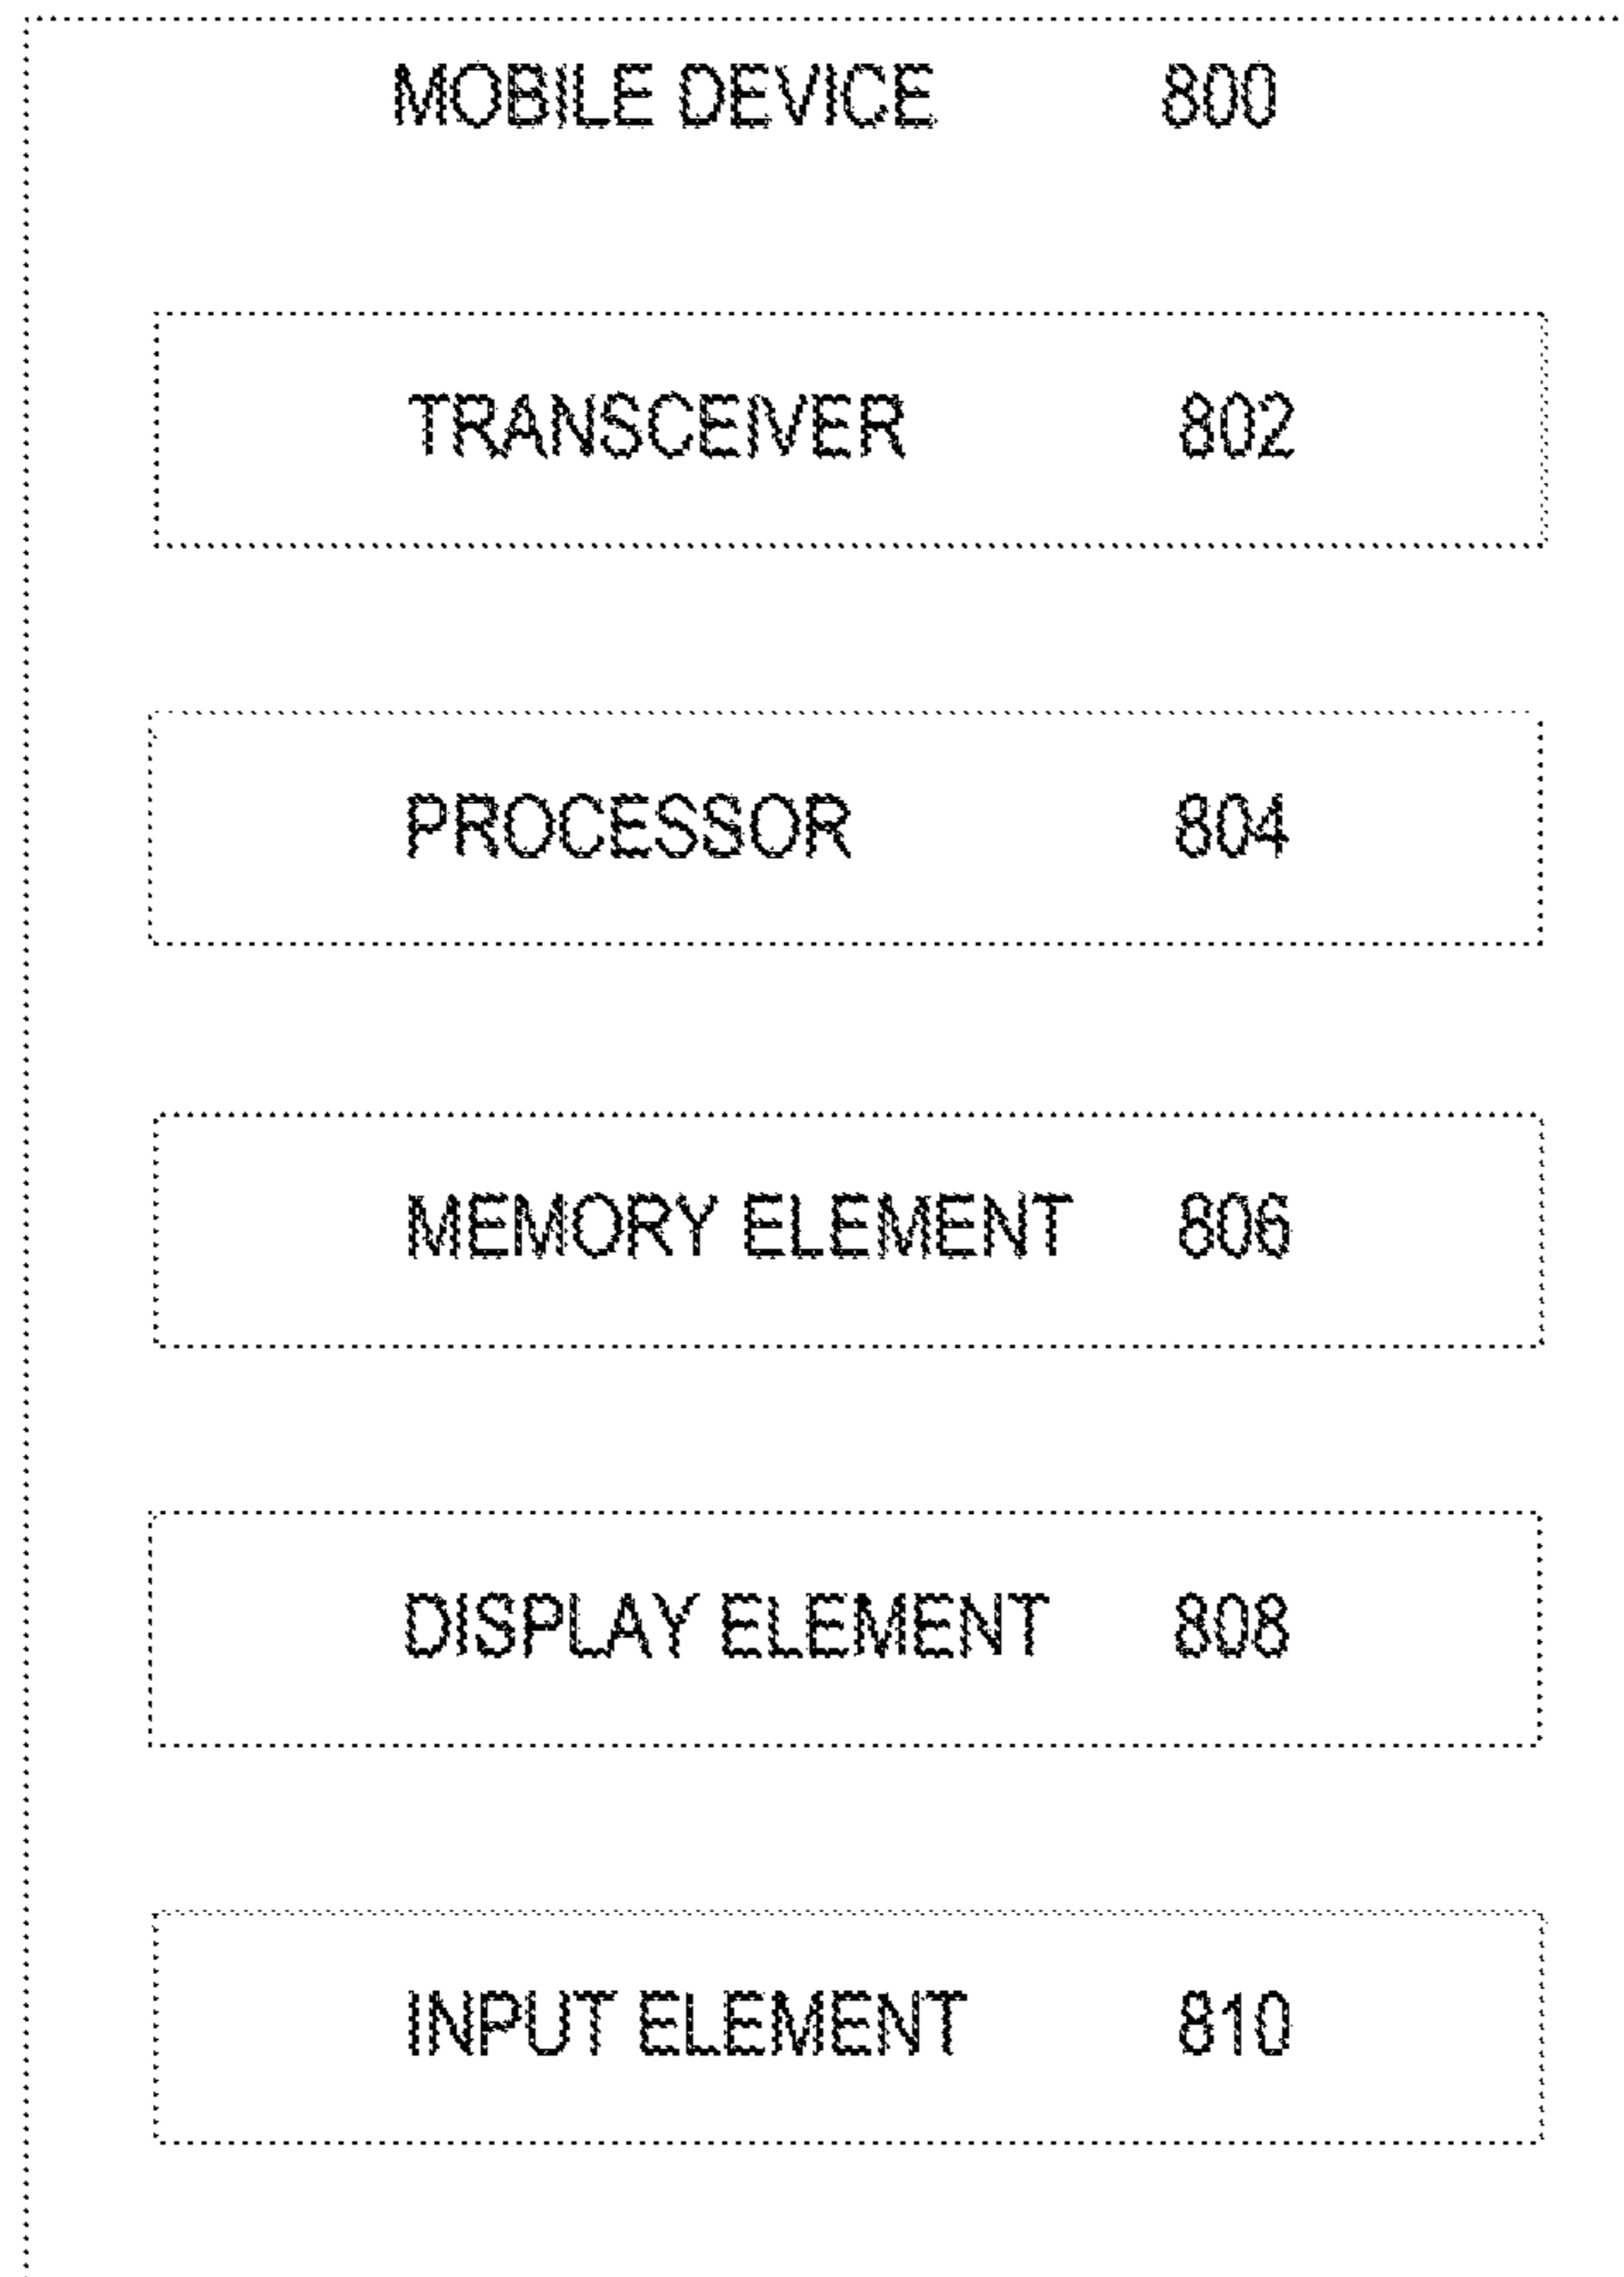 MOBILE DEVICE 800
TRANSCEIVER 802
PROCESSOR 804
MEMORY ELEMENT 806
DISPLAY ELEMENT 808
INPUT ELEMENT 810